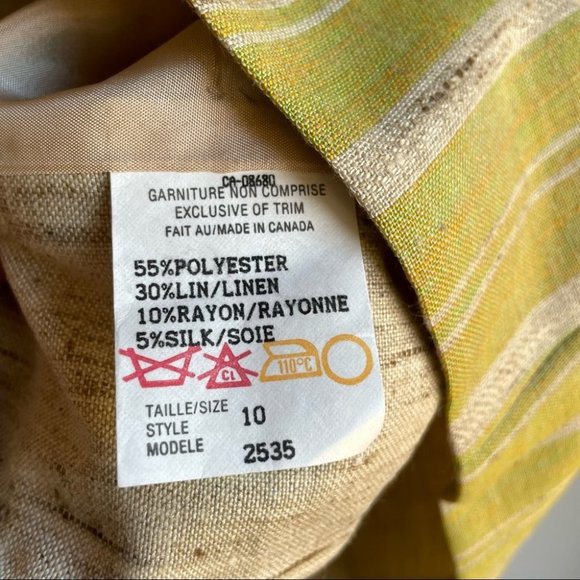 CA-08680
GARNITURE NON COMPRISE
EXCLUSIVE OF TRIM
FAIT AU/MADE IN CANADA
55%POLYESTER
30%LIN/LINEN
10%RAYON/RAYONNE
5%SILK/SOIE
CL 110°C
TAILLE/SIZE 10
STYLE
MODELE 2535